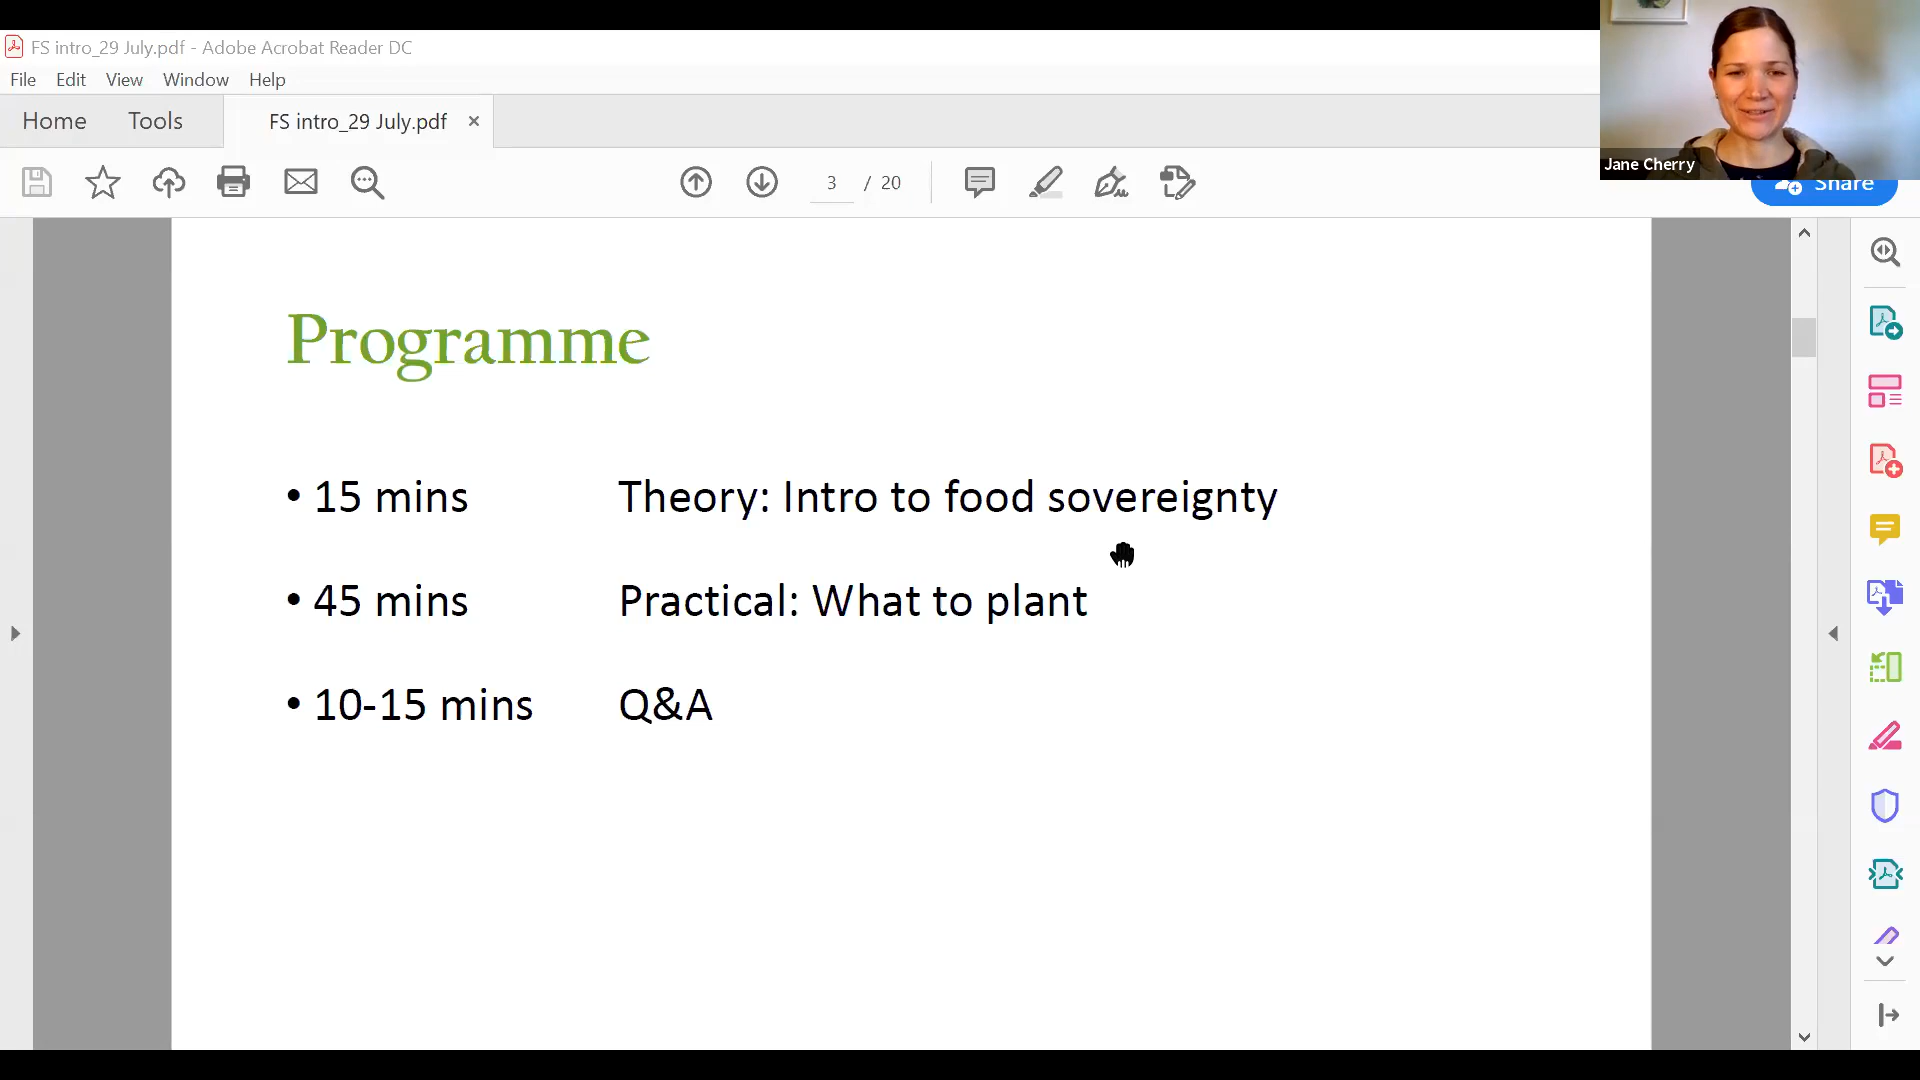 FS intro_29 July.pdf - Adobe Acrobat Reader DC
File Edit View Window Help
Home Tools FS intro_29 July.pdf ×
3 / 20
Jane Cherry
Share
Programme
• 15 mins Theory: Intro to food sovereignty
• 45 mins Practical: What to plant
• 10-15 mins Q&A